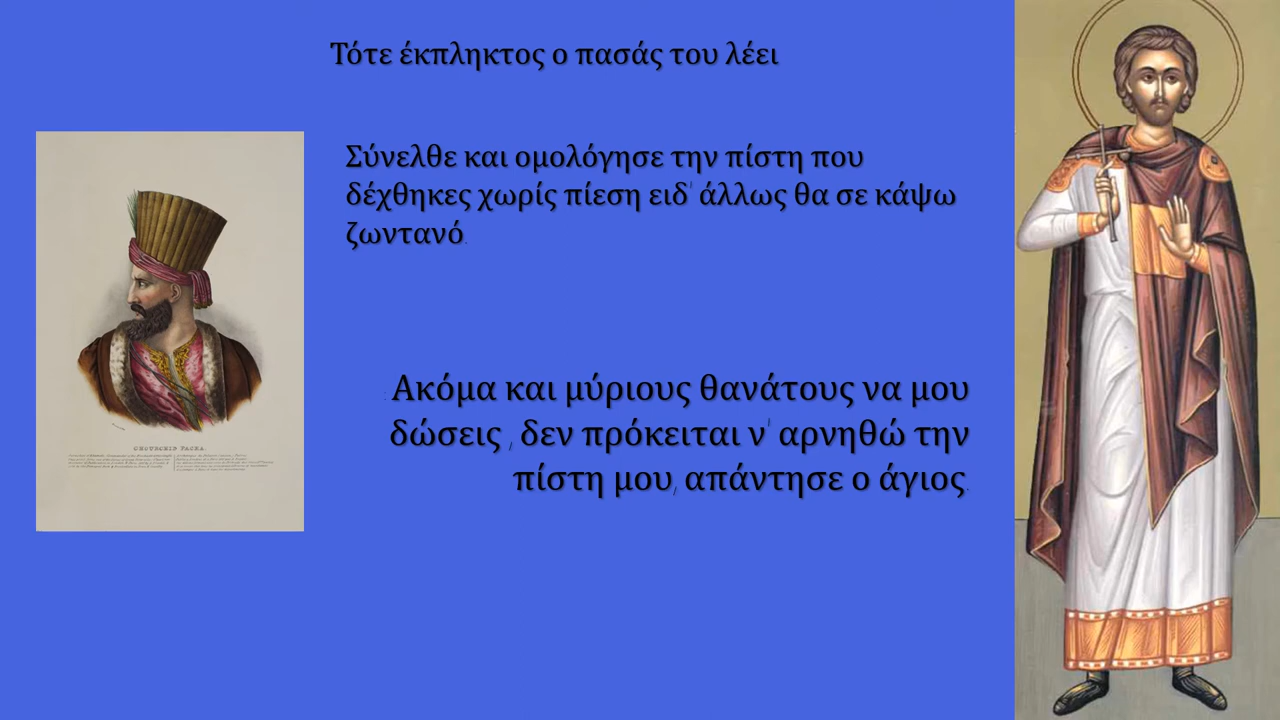 Τότε έκπληκτος ο πασάς του λέει
Σύνελθε και ομολόγησε την πίστη που
δέχθηκες χωρίς πίεση ειδ' άλλως θα σε κάψω
ζωντανό.
: Ακόμα και μύριους θανάτους να μου
δώσεις , δεν πρόκειται ν' αρνηθώ την
πίστη μου, απάντησε ο άγιος.
CHOURCHID PACHA.